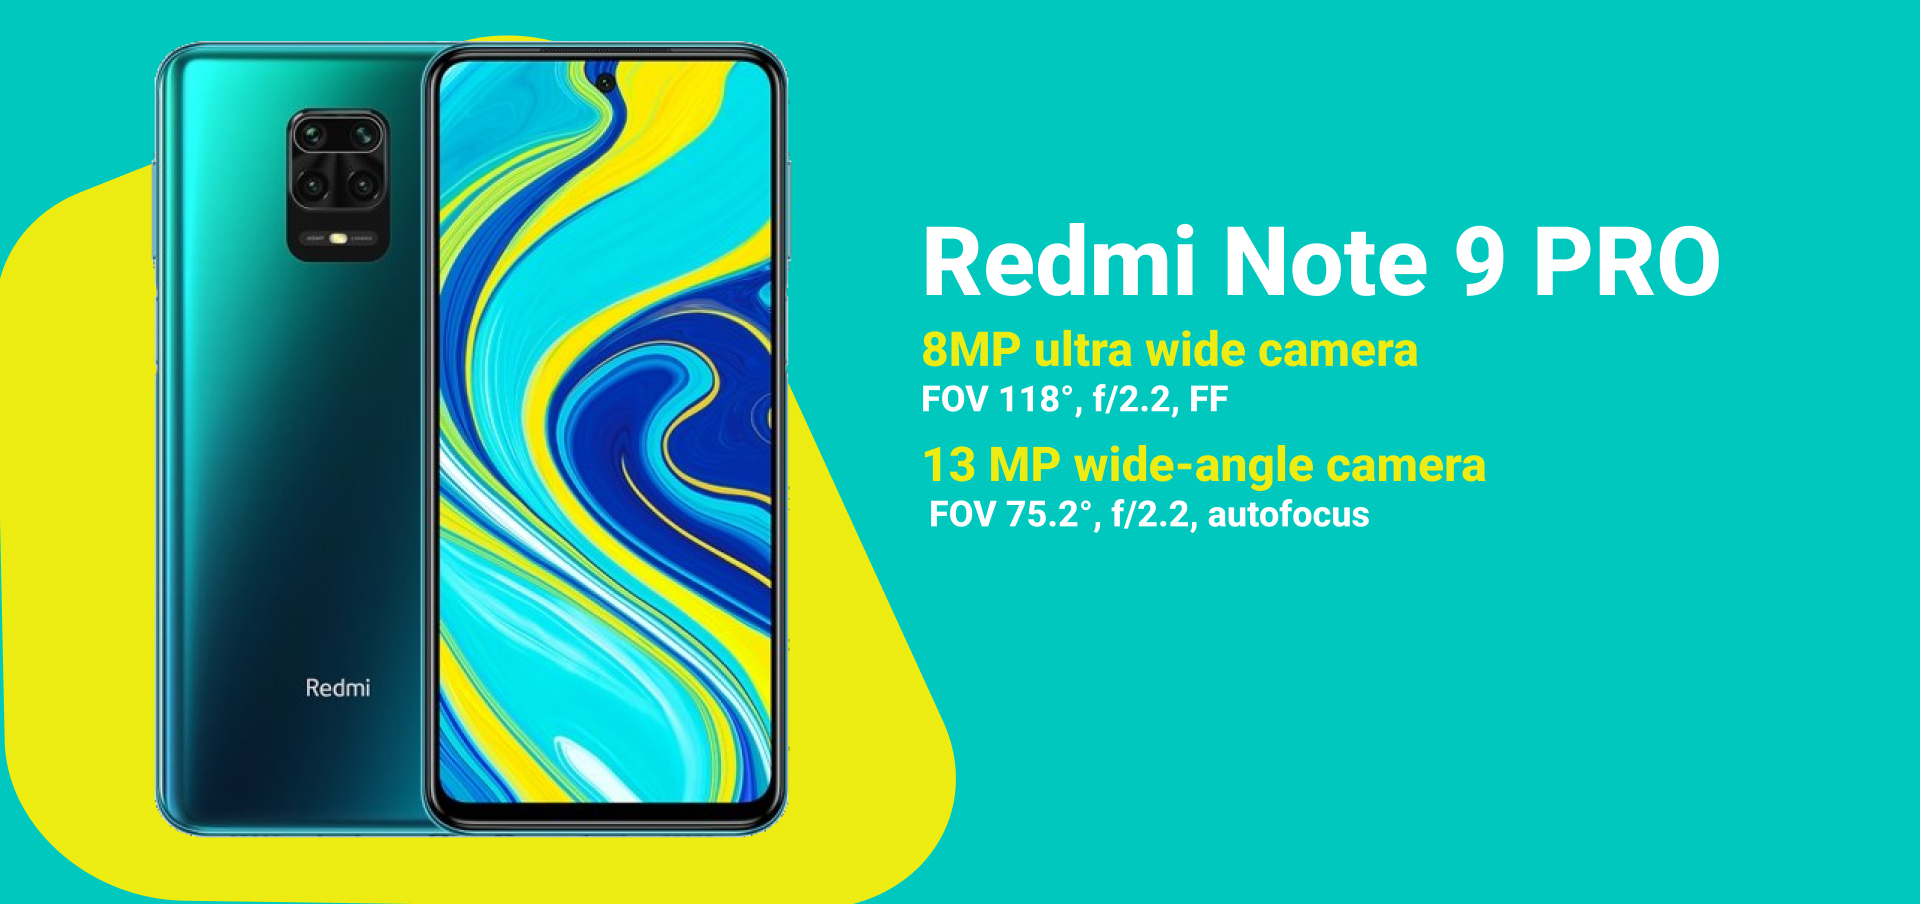 Redmi Note 9 PRO
8MP ultra wide camera
FOV 118°, f/2.2, FF
13 MP wide-angle camera
FOV 75.2°, f/2.2, autofocus
Redmi